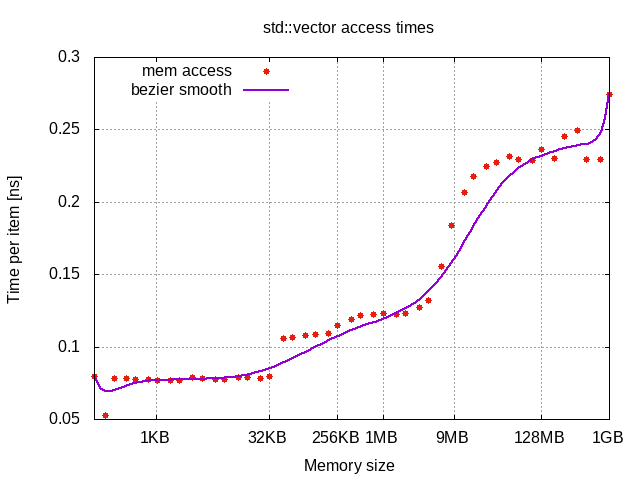 std::vector access times
mem access
bezier smooth
0.3
0.25
0.2
0.15
0.1
0.05
Time per item [ns]
1KB 32KB 256KB 1MB 9MB 128MB 1GB
Memory size